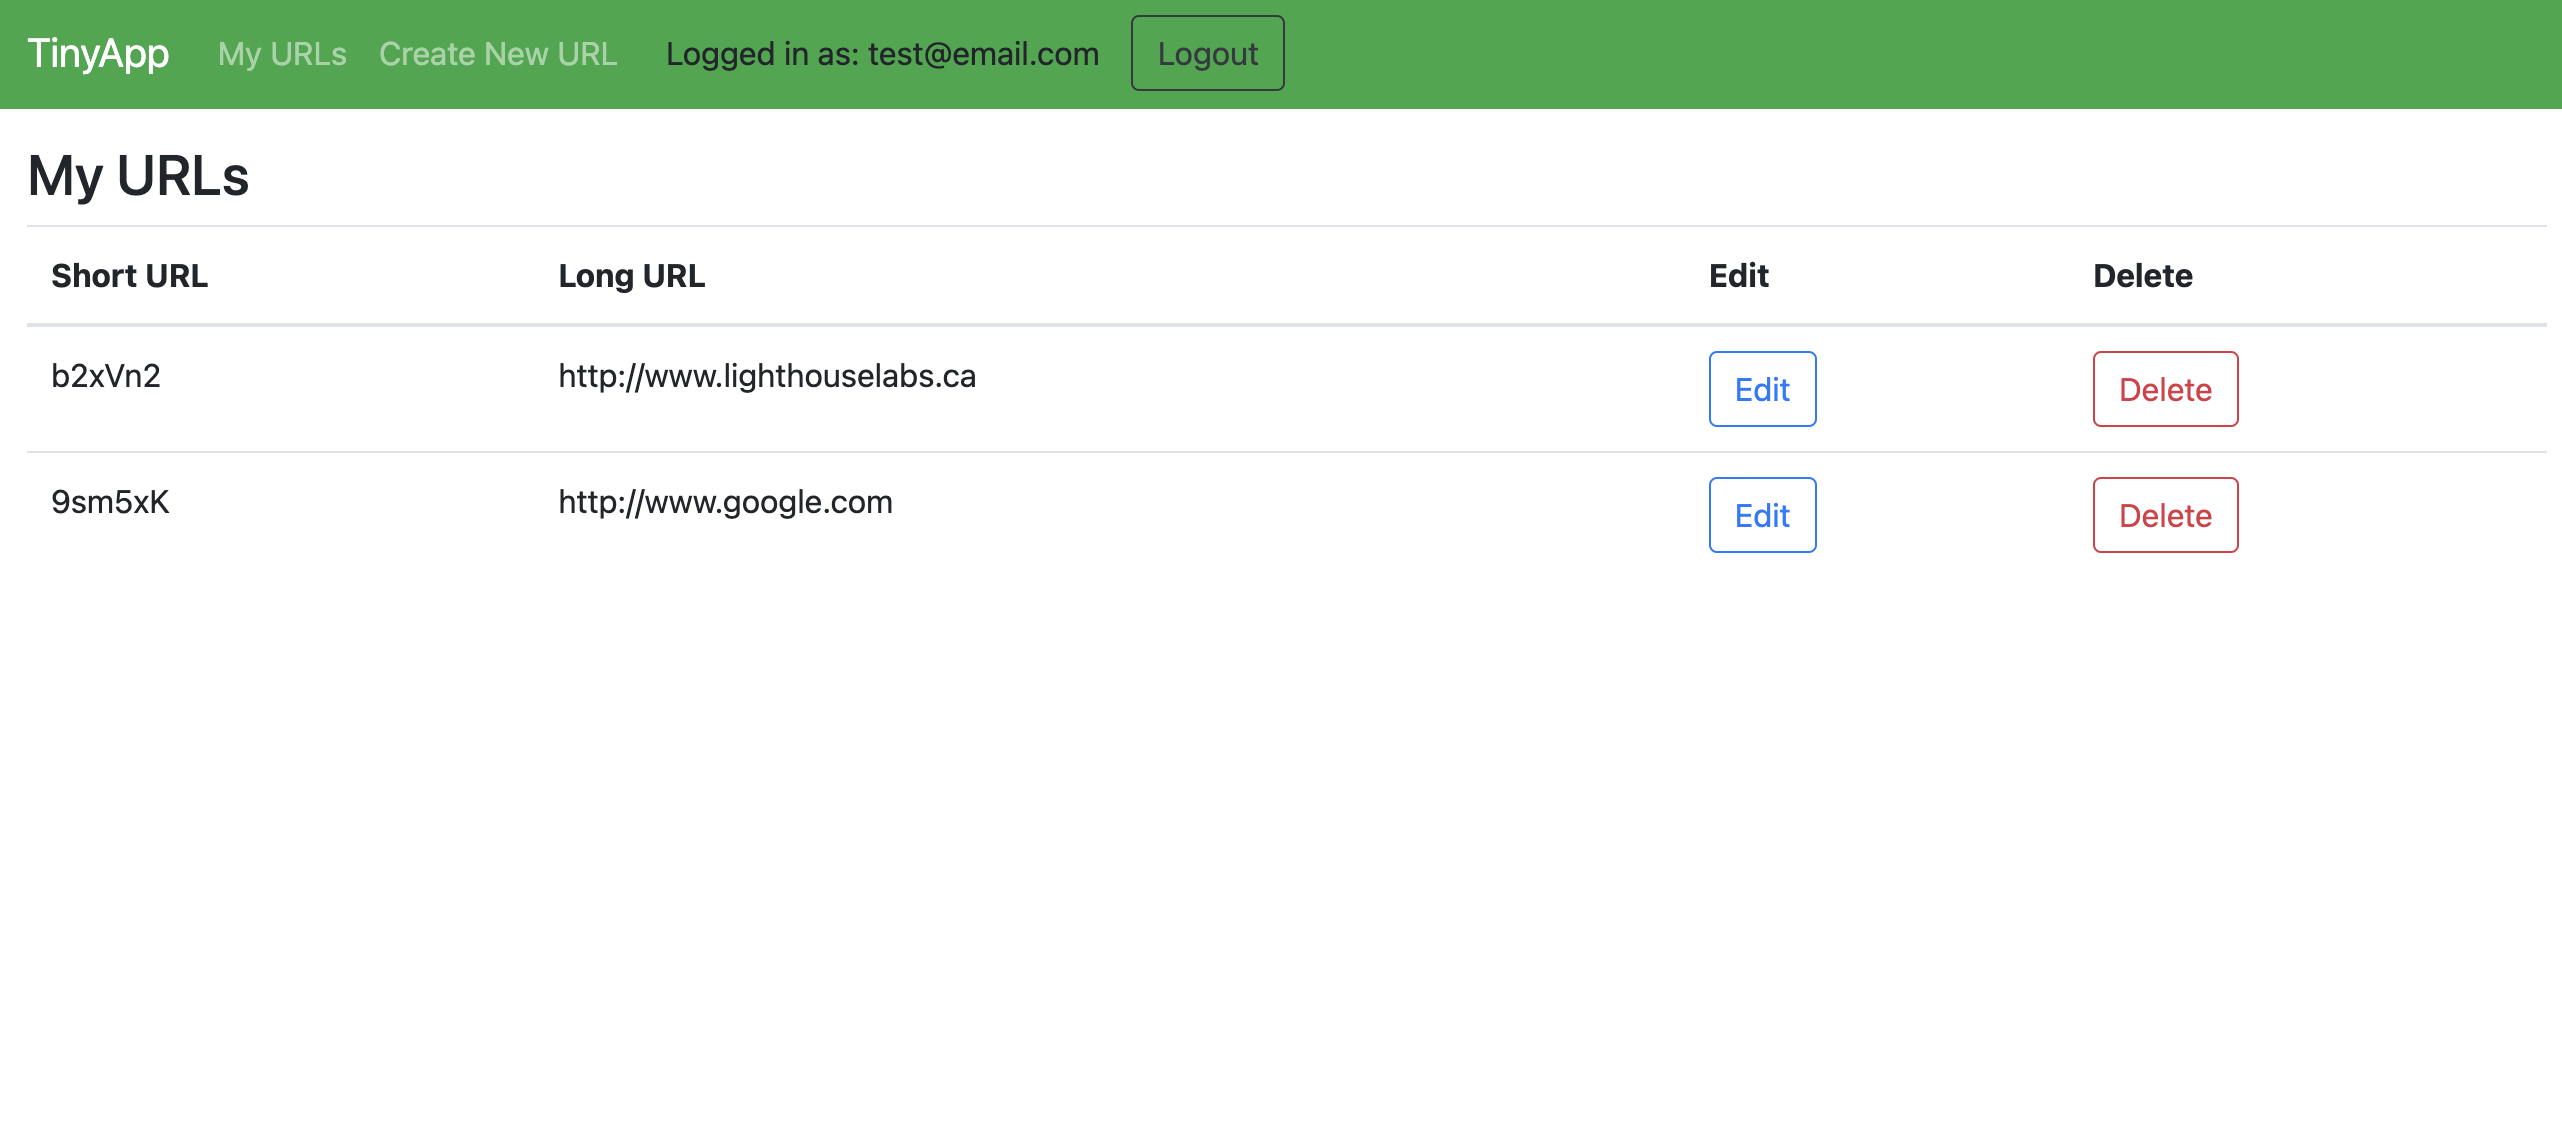 TinyApp My URLs Create New URL Logged in as: test@email.com Logout
My URLs
Short URL Long URL Edit Delete
b2xVn2 http://www.lighthouselabs.ca Edit Delete
9sm5xK http://www.google.com Edit Delete